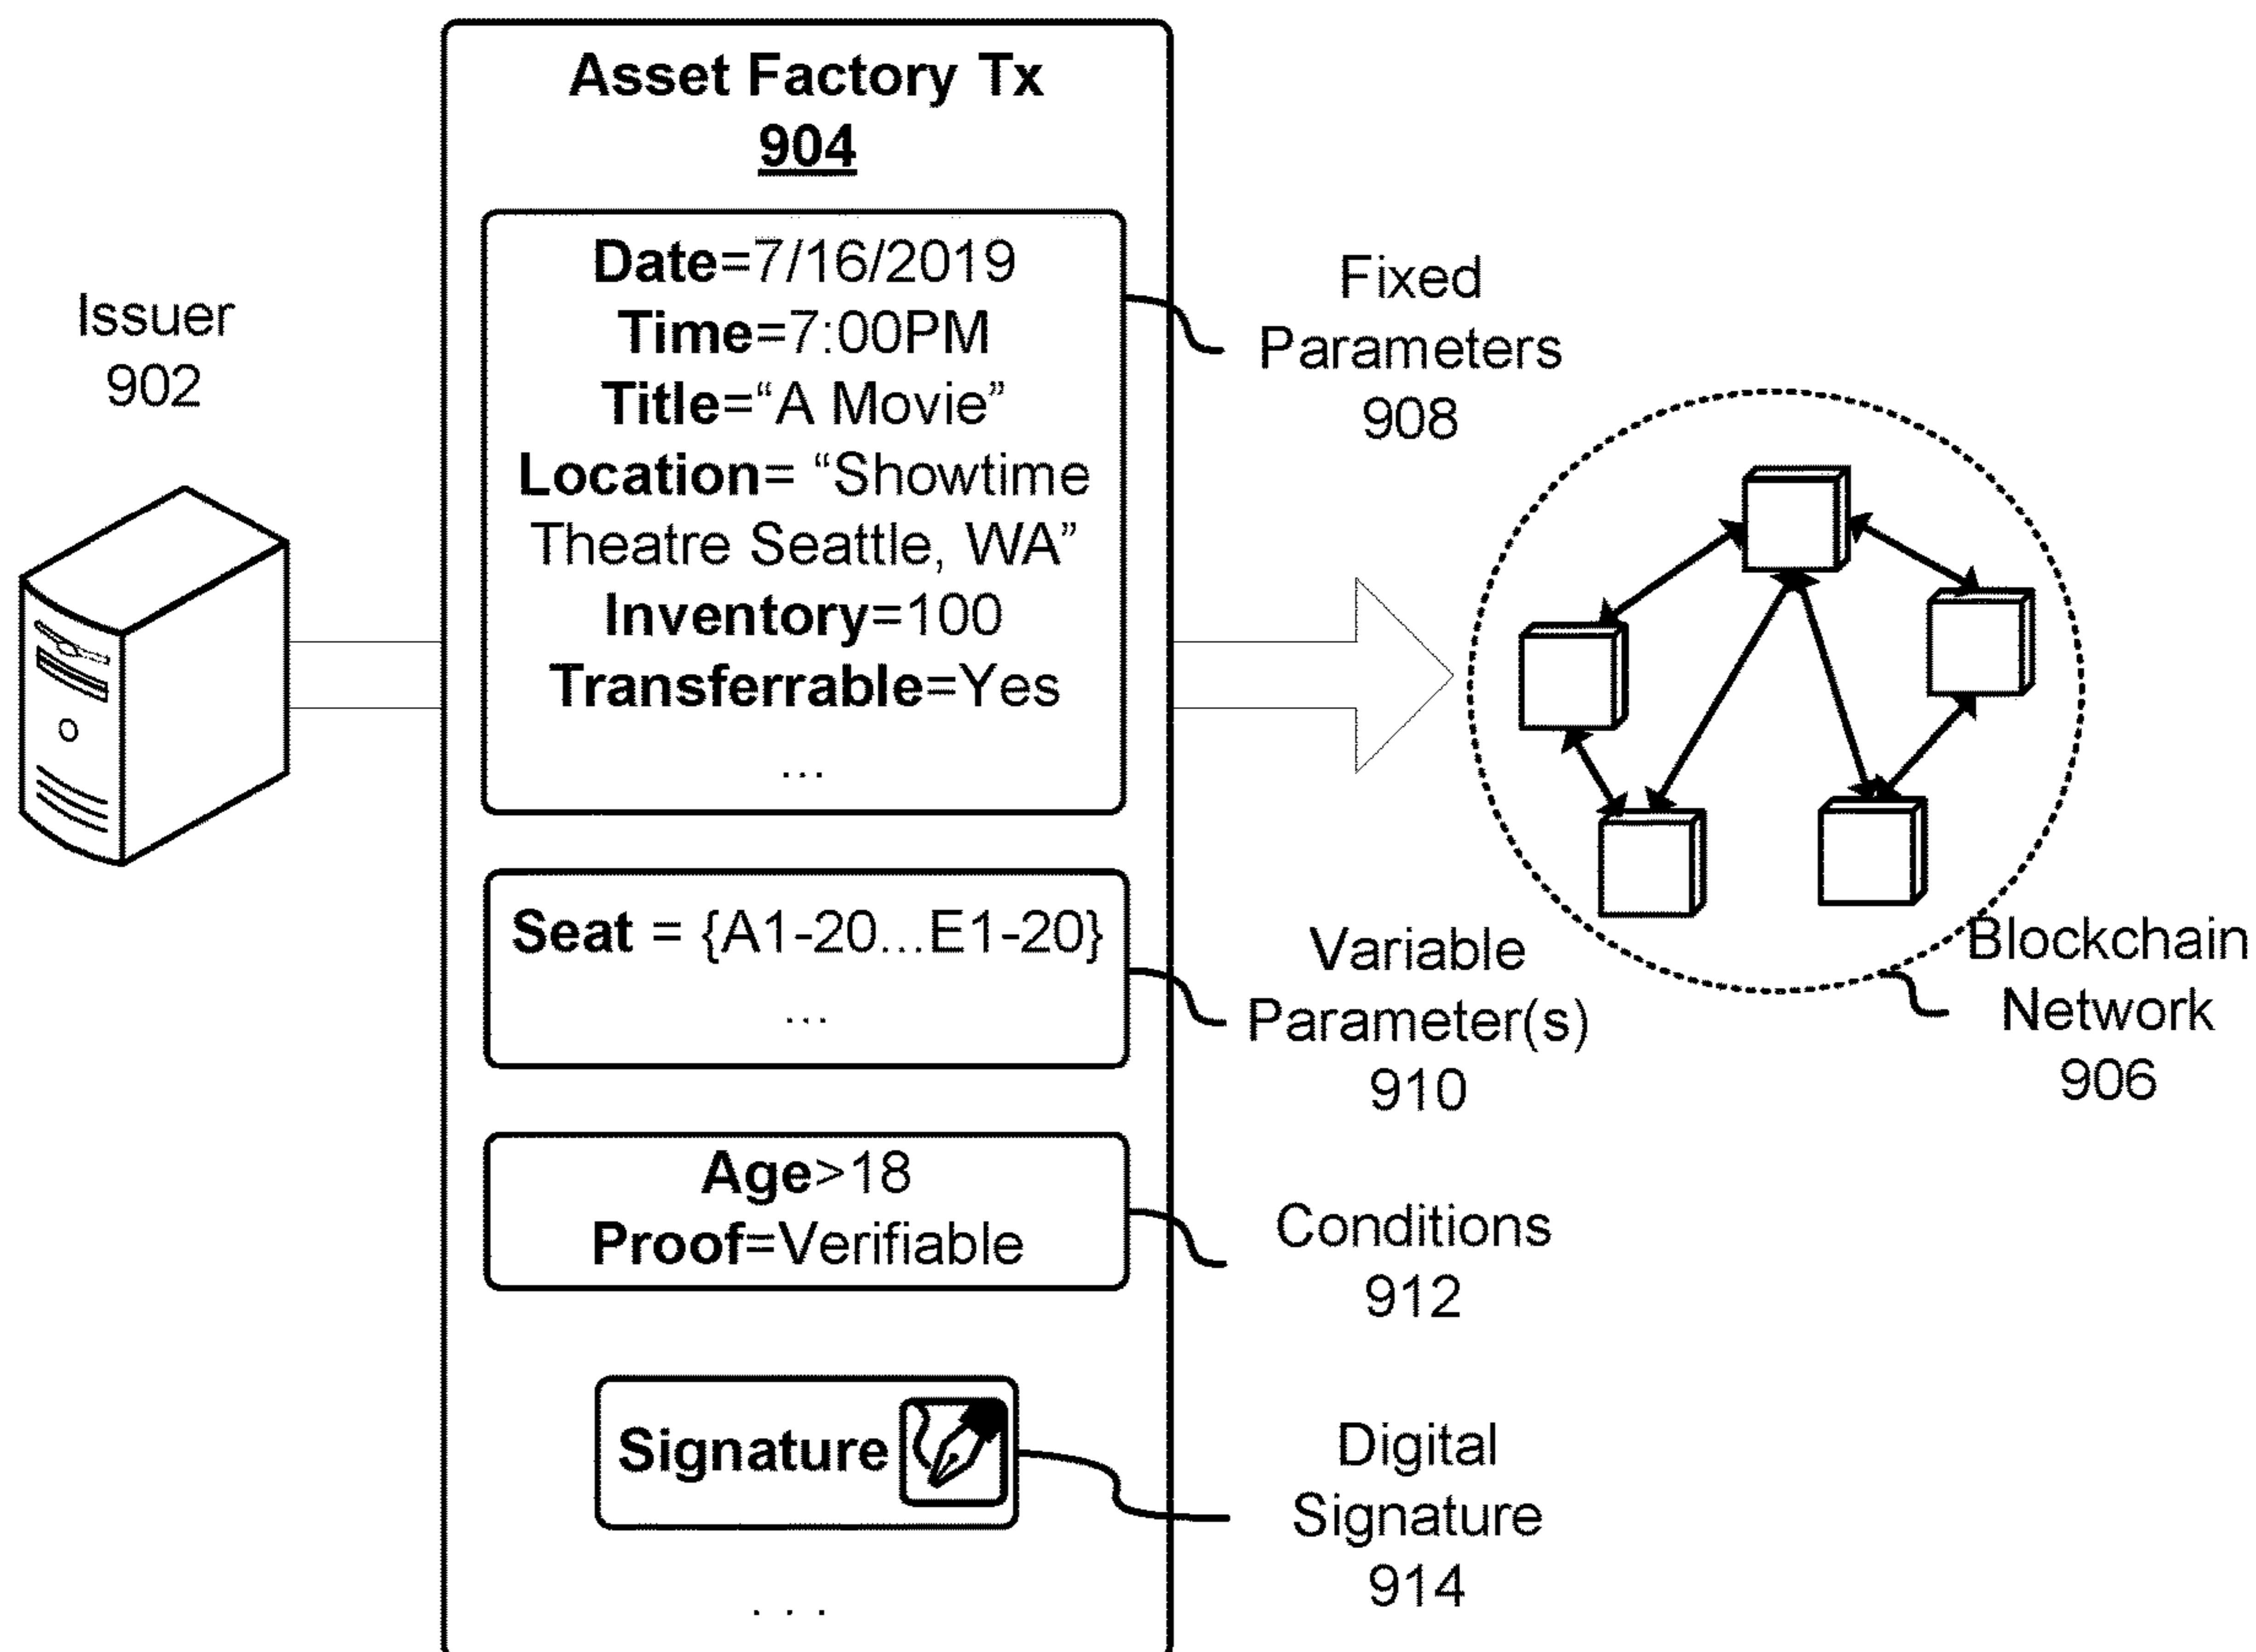 Asset Factory Tx
904
Date=7/16/2019
Time=7:00PM
Title=“A Movie”
Location= “Showtime
Theatre Seattle, WA”
Inventory=100
Transferrable=Yes
...
Seat = {A1-20...E1-20}
...
Age>18
Proof=Verifiable
Signature
. . .
Issuer
902
Fixed
Parameters
908
Variable
Parameter(s)
910
Conditions
912
Digital
Signature
914
Blockchain
Network
906